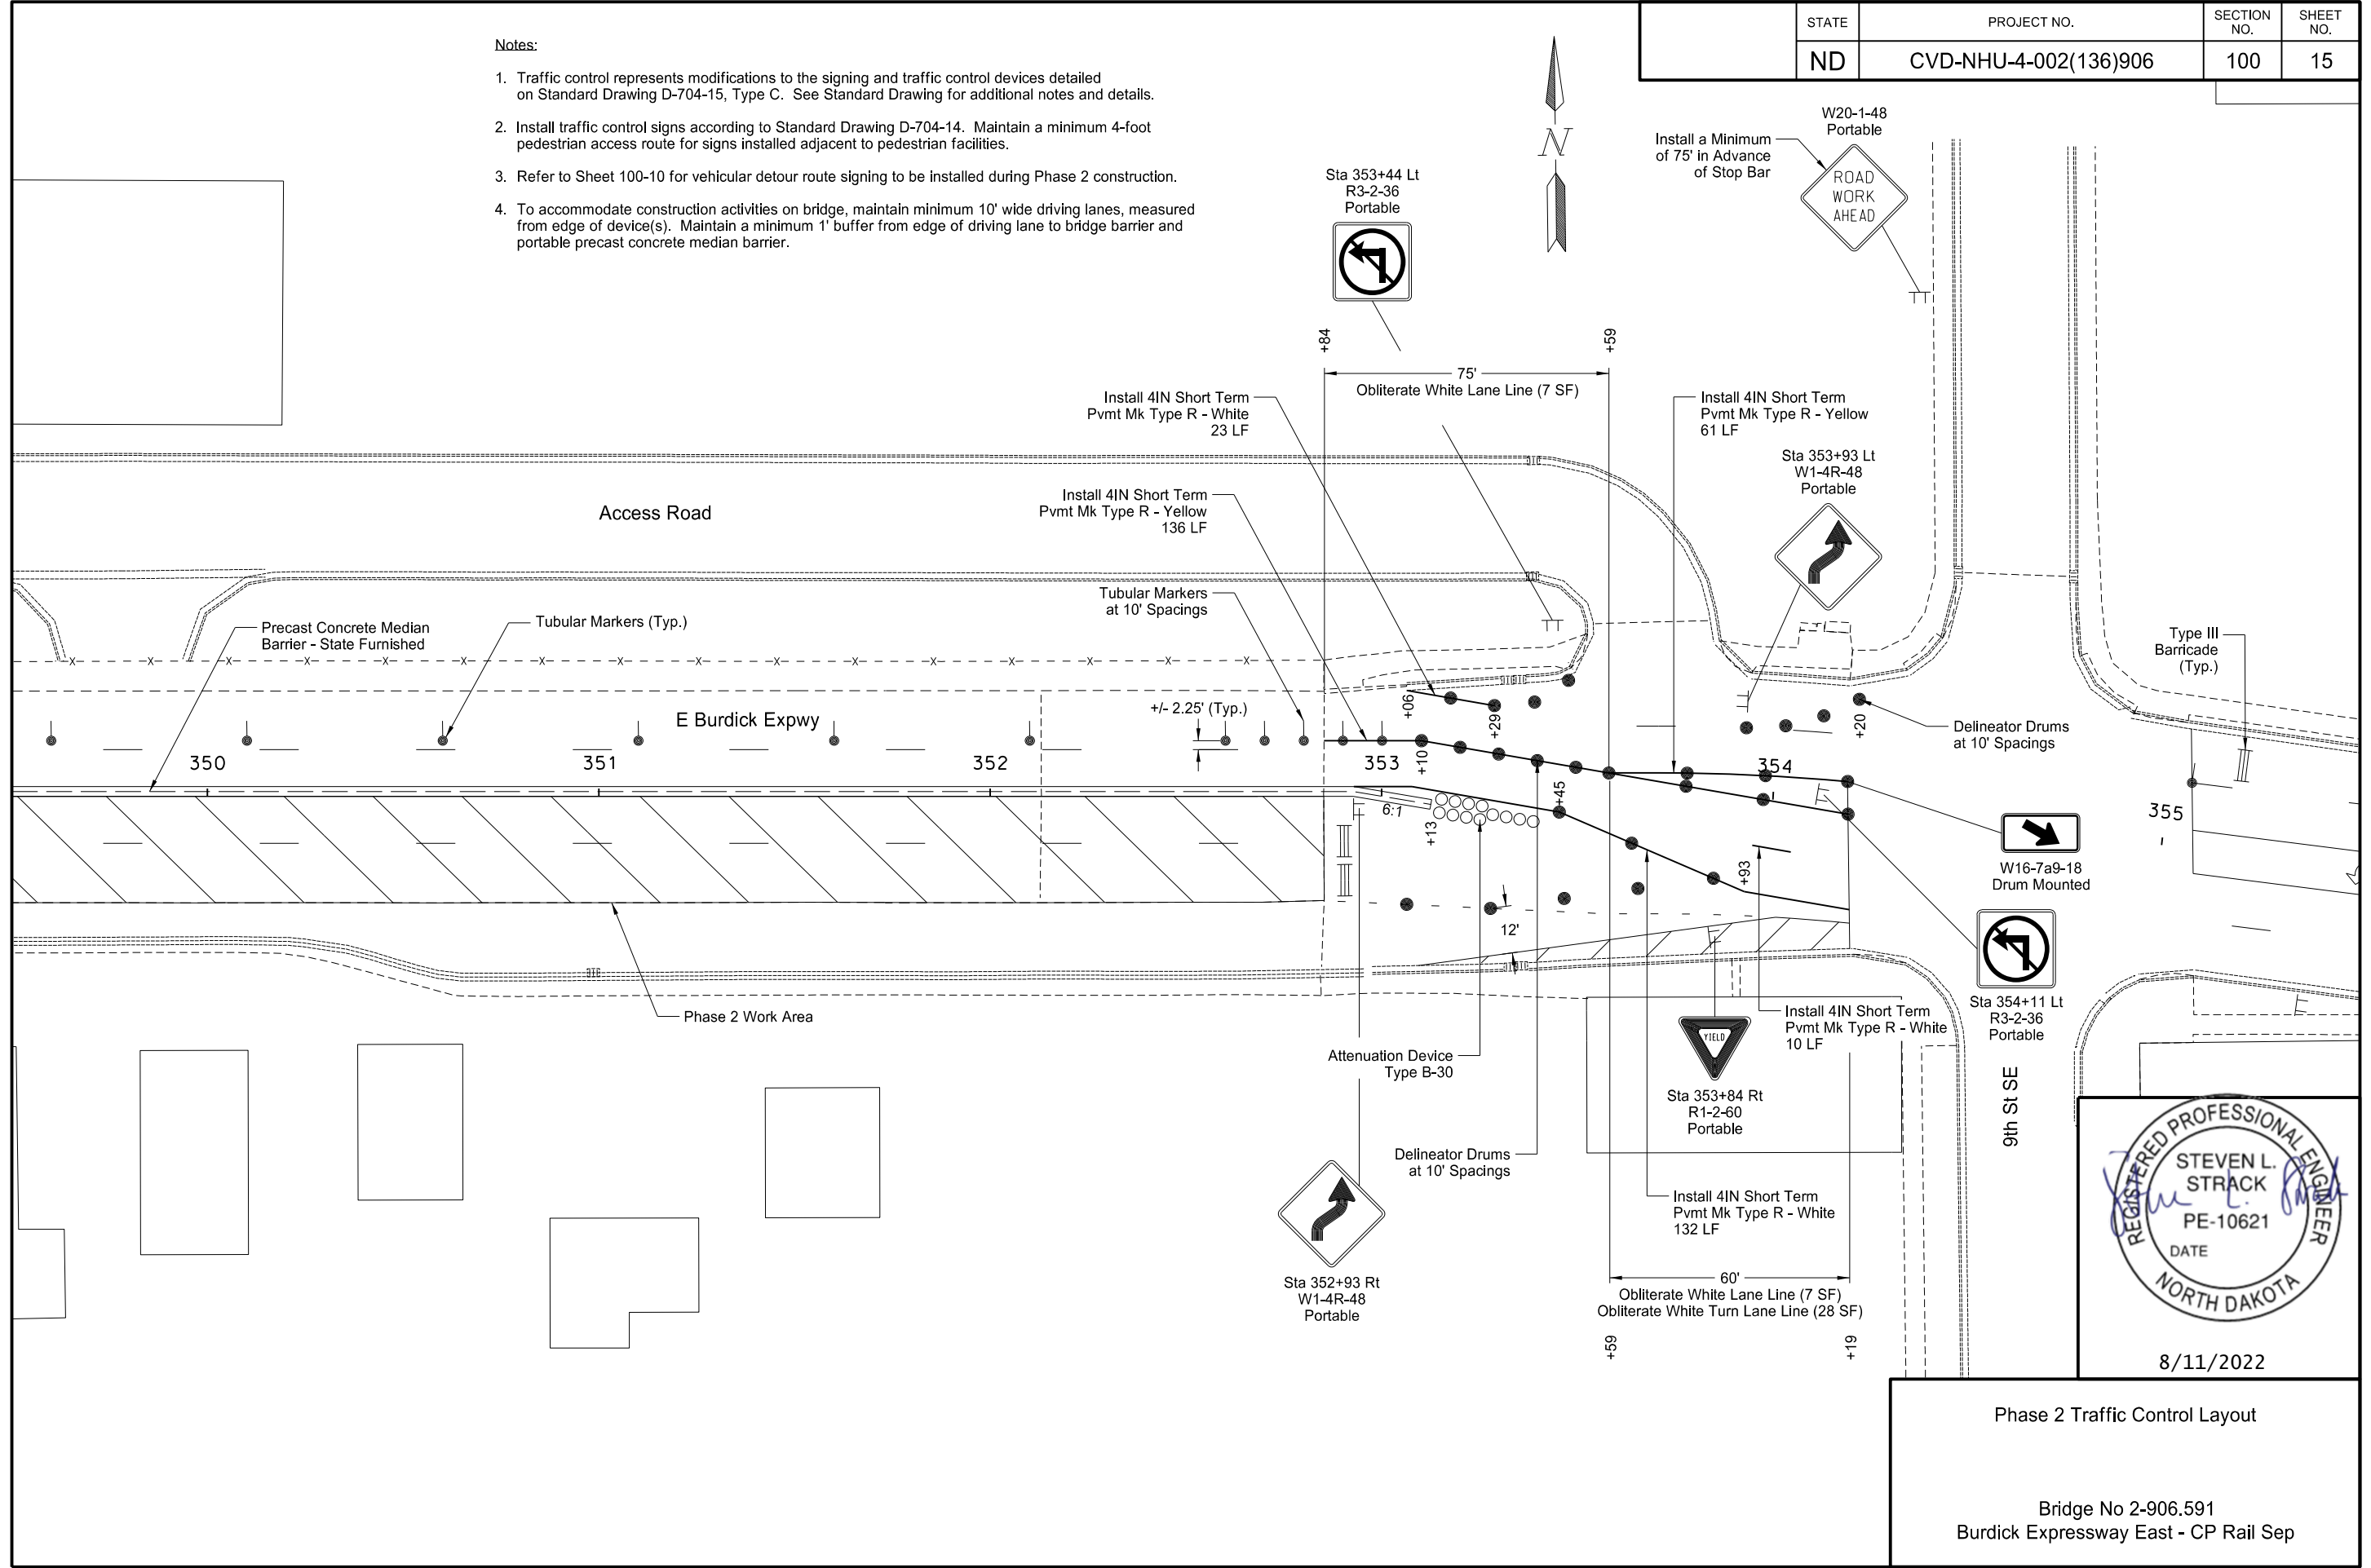 STATE
PROJECT NO.
SECTION NO.
SHEET NO.
ND
CVD-NHU-4-002(136)906
100
15
Notes:
1. Traffic control represents modifications to the signing and traffic control devices detailed
on Standard Drawing D-704-15, Type C. See Standard Drawing for additional notes and details.
2. Install traffic control signs according to Standard Drawing D-704-14. Maintain a minimum 4-foot
pedestrian access route for signs installed adjacent to pedestrian facilities.
3. Refer to Sheet 100-10 for vehicular detour route signing to be installed during Phase 2 construction.
4. To accommodate construction activities on bridge, maintain minimum 10' wide driving lanes, measured
from edge of device(s). Maintain a minimum 1' buffer from edge of driving lane to bridge barrier and
portable precast concrete median barrier.
N
W20-1-48
Portable
Install a Minimum
of 75' in Advance
of Stop Bar
ROAD
WORK
AHEAD
Sta 353+44 Lt
R3-2-36
Portable
+84
+59
75'
Obliterate White Lane Line (7 SF)
Install 4IN Short Term
Pvmt Mk Type R - White
23 LF
Install 4IN Short Term
Pvmt Mk Type R - Yellow
61 LF
Sta 353+93 Lt
W1-4R-48
Portable
Install 4IN Short Term
Pvmt Mk Type R - Yellow
136 LF
Access Road
Tubular Markers
at 10' Spacings
Precast Concrete Median
Barrier - State Furnished
Tubular Markers (Typ.)
Type III
Barricade
(Typ.)
E Burdick Expwy
+/- 2.25' (Typ.)
+06
+29
+20
Delineator Drums
at 10' Spacings
350
351
352
353
+10
354
355
+45
6:1
+13
+93
W16-7a9-18
Drum Mounted
12'
Phase 2 Work Area
Sta 354+11 Lt
R3-2-36
Portable
Install 4IN Short Term
Pvmt Mk Type R - White
10 LF
YIELD
Attenuation Device
Type B-30
Sta 353+84 Rt
R1-2-60
Portable
9th St SE
Delineator Drums
at 10' Spacings
Install 4IN Short Term
Pvmt Mk Type R - White
132 LF
Sta 352+93 Rt
W1-4R-48
Portable
60'
Obliterate White Lane Line (7 SF)
Obliterate White Turn Lane Line (28 SF)
+59
+19
REGISTERED PROFESSIONAL ENGINEER
STEVEN L.
STRACK
PE-10621
DATE
NORTH DAKOTA
8/11/2022
Phase 2 Traffic Control Layout
Bridge No 2-906.591
Burdick Expressway East - CP Rail Sep